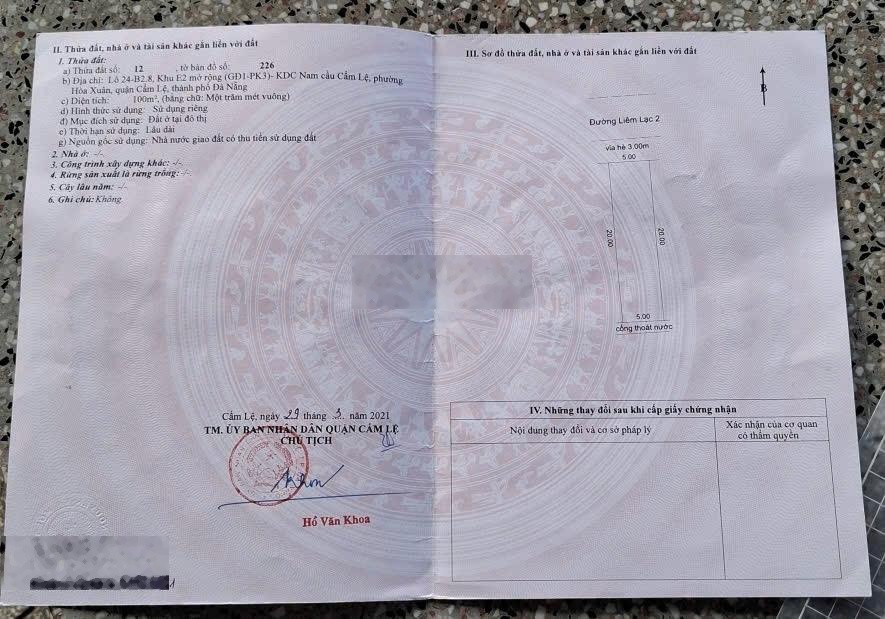 II. Thửa đất, nhà ở và tài sản khác gắn liền với đất
1. Thửa đất:
a) Thửa đất số: 12 , tờ bản đồ số: 226
b) Địa chỉ: Lô 24-B2.8, Khu E2 mở rộng (GĐ1-PK3)- KDC Nam cầu Cẩm Lệ, phường
Hòa Xuân, quận Cẩm Lệ, thành phố Đà Nẵng
c) Diện tích: 100m², (bằng chữ: Một trăm mét vuông)
d) Hình thức sử dụng: Sử dụng riêng
đ) Mục đích sử dụng: Đất ở tại đô thị
e) Thời hạn sử dụng: Lâu dài
g) Nguồn gốc sử dụng: Nhà nước giao đất có thu tiền sử dụng đất
2. Nhà ở: -/-
3. Công trình xây dựng khác: -/-
4. Rừng sản xuất là rừng trồng: -/-
5. Cây lâu năm: -/-
6. Ghi chú: Không
Cẩm Lệ, ngày 29 tháng 3 năm 2021
TM. ỦY BAN NHÂN DÂN QUẬN CẨM LỆ
CHỦ TỊCH
Hồ Văn Khoa
III. Sơ đồ thửa đất, nhà ở và tài sản khác gắn liền với đất
B
Đường Liêm Lạc 2
vỉa hè 3.00m
5.00
20.00
20.00
5.00
cống thoát nước
IV. Những thay đổi sau khi cấp giấy chứng nhận
Nội dung thay đổi và cơ sở pháp lý
Xác nhận của cơ quan
có thẩm quyền